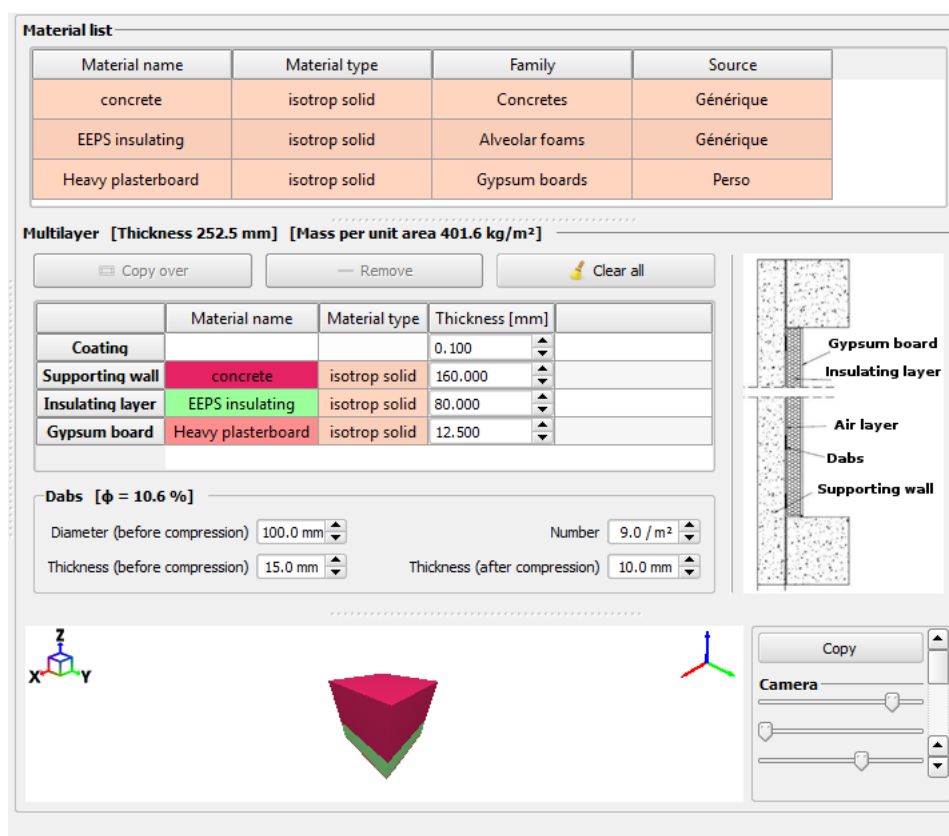 Material list
Material name Material type Family Source
concrete isotrop solid Concretes Générique
EEPS insulating isotrop solid Alveolar foams Générique
Heavy plasterboard isotrop solid Gypsum boards Perso
Multilayer [Thickness 252.5 mm] [Mass per unit area 401.6 kg/m²]
Copy over Remove Clear all
Material name Material type Thickness [mm]
Coating 0.100
Supporting wall concrete isotrop solid 160.000
Insulating layer EEPS insulating isotrop solid 80.000
Gypsum board Heavy plasterboard isotrop solid 12.500
Gypsum board
Insulating layer
Air layer
Dabs
Supporting wall
Dabs [ϕ = 10.6 %]
Diameter (before compression) 100.0 mm Number 9.0 / m²
Thickness (before compression) 15.0 mm Thickness (after compression) 10.0 mm
Z
X Y
Copy
Camera